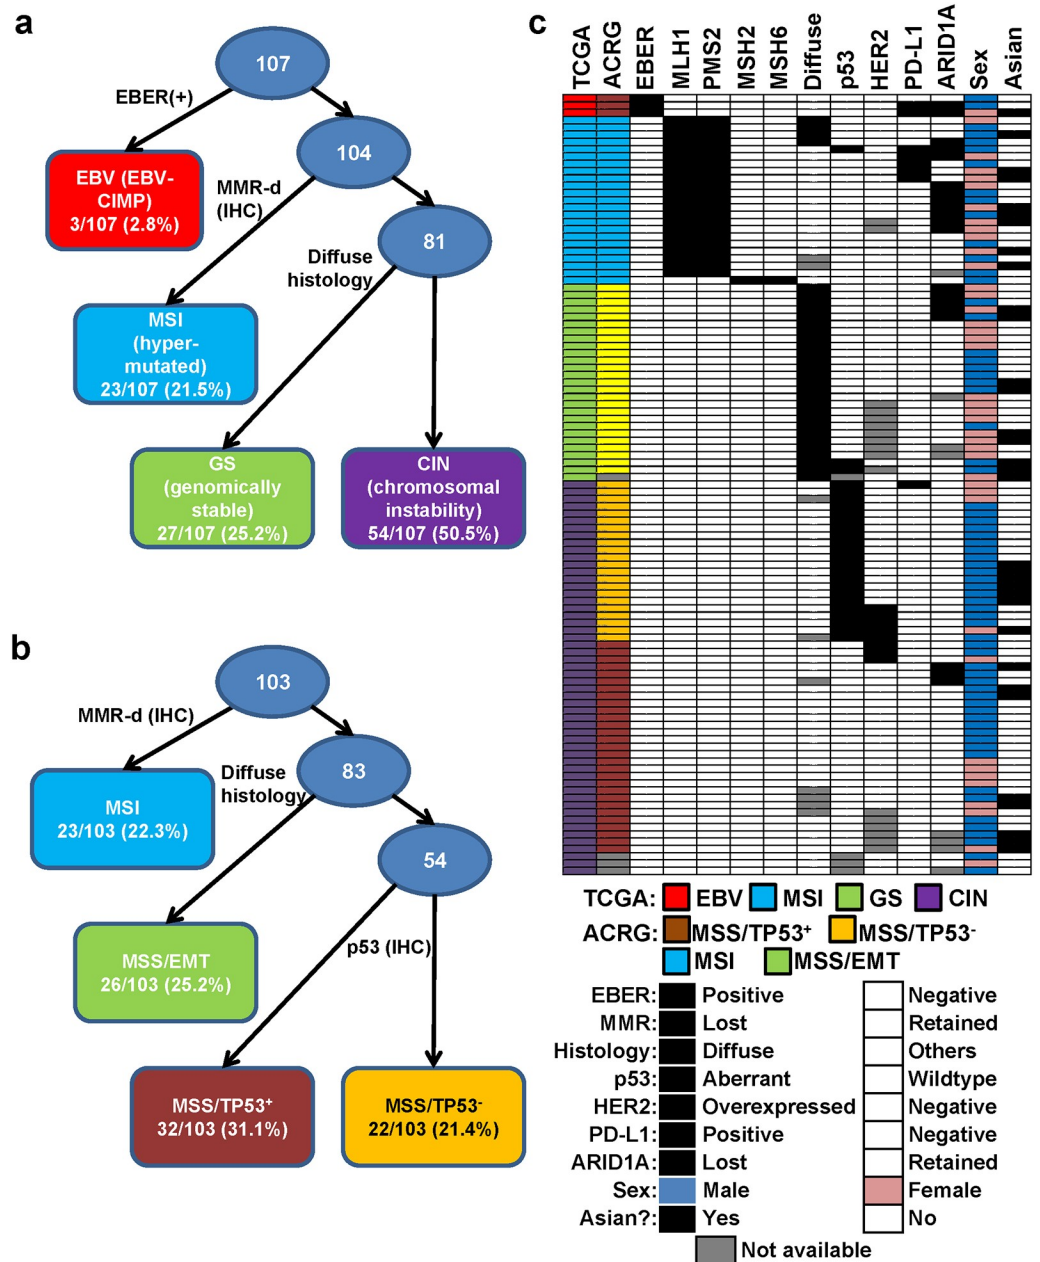 a
107
EBER(+)
104
EBV (EBV-
CIMP)
3/107 (2.8%)
MMR-d
(IHC)
81
Diffuse
histology
MSI
(hyper-
mutated)
23/107 (21.5%)
GS
(genomically
stable)
27/107 (25.2%)
CIN
(chromosomal
instability)
54/107 (50.5%)
b
103
MMR-d (IHC)
83
Diffuse
histology
MSI
23/103 (22.3%)
54
p53 (IHC)
MSS/EMT
26/103 (25.2%)
MSS/TP53+
32/103 (31.1%)
MSS/TP53-
22/103 (21.4%)
c
TCGA
ACRG
EBER
MLH1
PMS2
MSH2
MSH6
Diffuse
p53
HER2
PD-L1
ARID1A
Sex
Asian
TCGA: EBV MSI GS CIN
ACRG: MSS/TP53+ MSS/TP53-
MSI MSS/EMT
EBER: Positive Negative
MMR: Lost Retained
Histology: Diffuse Others
p53: Aberrant Wildtype
HER2: Overexpressed Negative
PD-L1: Positive Negative
ARID1A: Lost Retained
Sex: Male Female
Asian?: Yes No
Not available